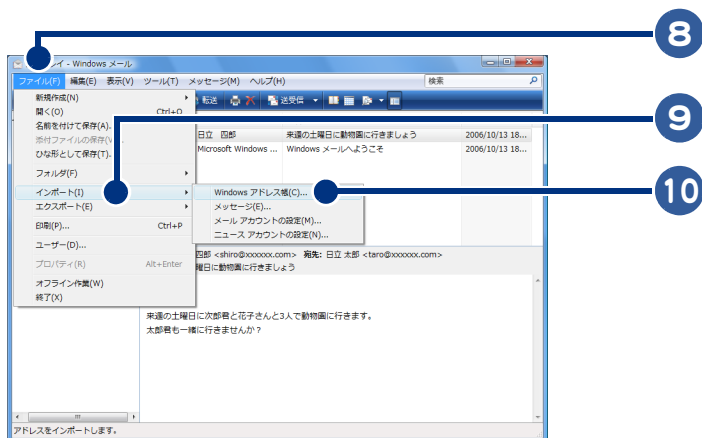 8
イ - Windows メール
ファイル(F) 編集(E) 表示(V) ツール(T) メッセージ(M) ヘルプ(H) 検索
新規作成(N) 転送 送受信
開く(O) Ctrl+O
9
名前を付けて保存(A)...
日立 四郎 来週の土曜日に動物園に行きましょう 2006/10/13 18...
添付ファイルの保存(V)...
Microsoft Windows ... Windows メールへようこそ 2006/10/13 18...
ひな形として保存(T)...
フォルダ(F)
インポート(I) Windows アドレス帳(C)...
10
エクスポート(E) メッセージ(E)...
メール アカウントの設定(M)...
印刷(P)... Ctrl+P
ニュース アカウントの設定(N)...
ユーザー(D)...
四郎 <shiro@xxxxxx.com> 宛先: 日立 太郎 <taro@xxxxxx.com>
プロパティ(R) Alt+Enter
曜日に動物園に行きましょう
オフライン作業(W)
終了(X)
来週の土曜日に次郎君と花子さんと3人で動物園に行きます。
太郎君も一緒に行きませんか?
アドレスをインポートします。